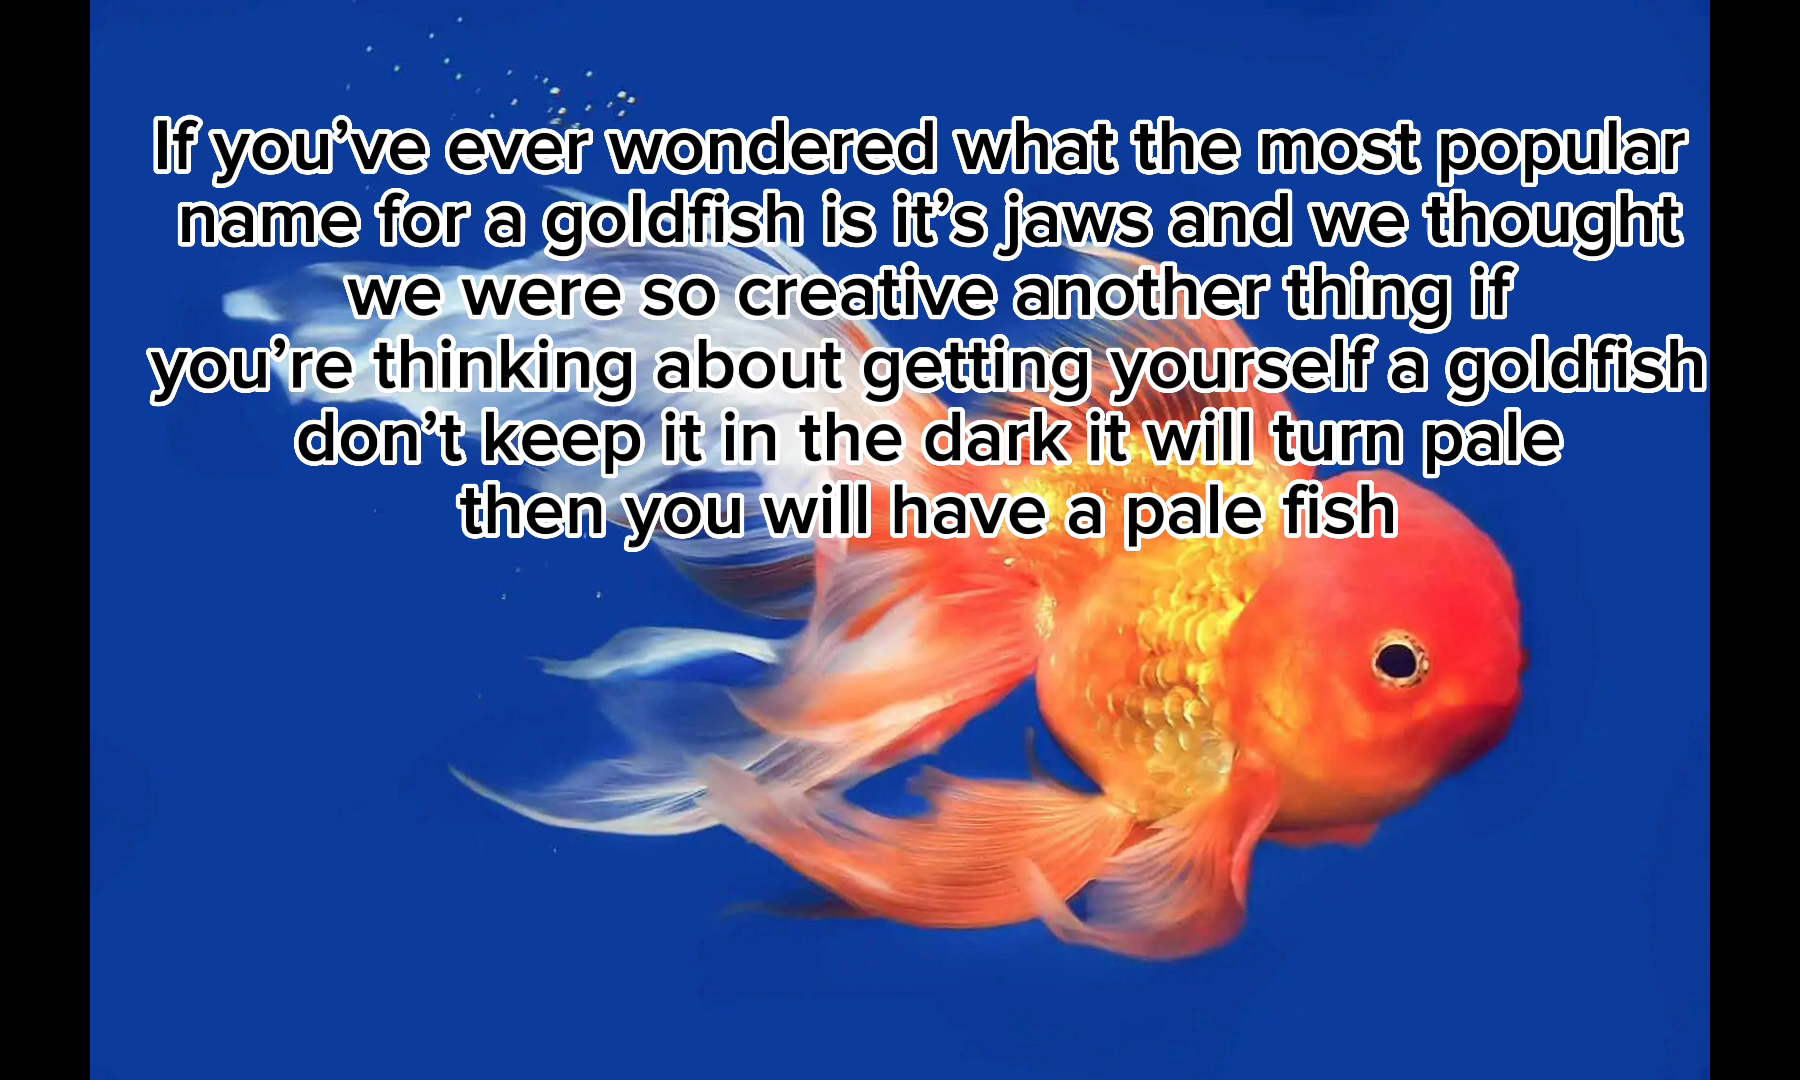 If you’ve ever wondered what the most popular
name for a goldfish is it’s jaws and we thought
we were so creative another thing if
you’re thinking about getting yourself a goldfish
don’t keep it in the dark it will turn pale
then you will have a pale fish